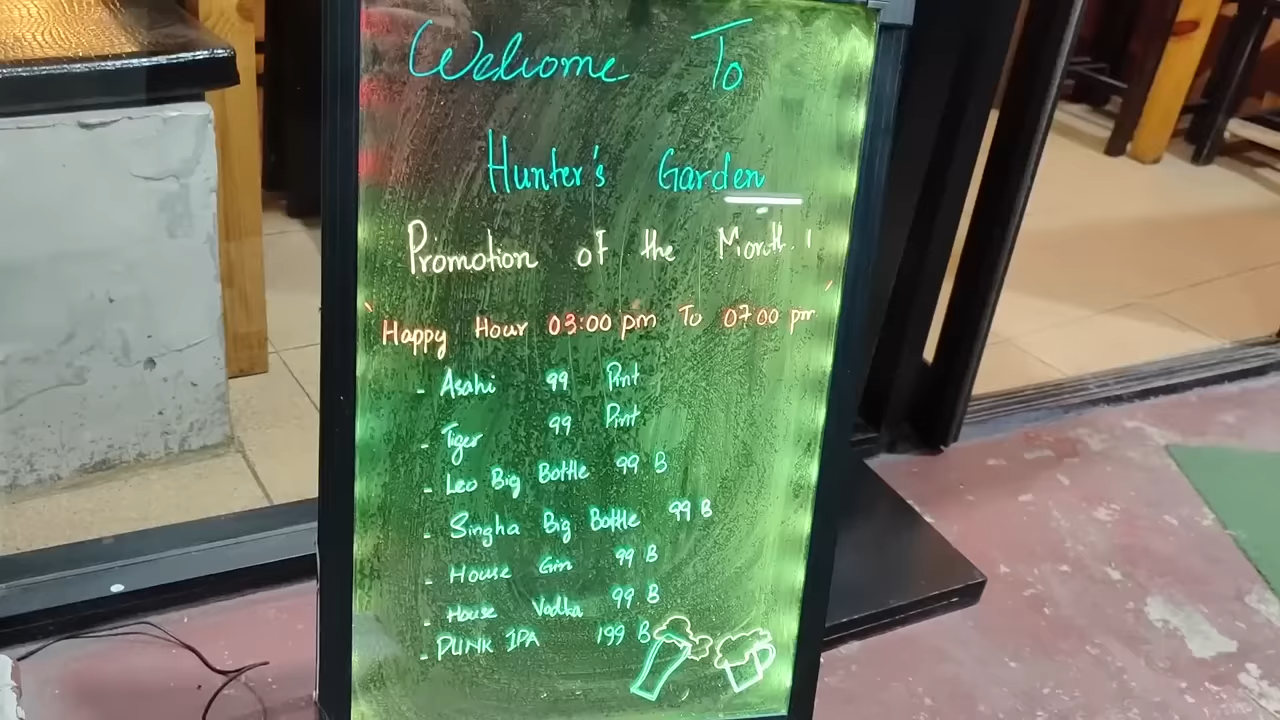 Welcome To
Hunter's Garden
Promotion of the Month !
" Happy Hour 03:00 pm To 07:00 pm "
- Asahi 99 Pint
- Tiger 99 Pint
- Leo Big Bottle 99 B
- Singha Big Bottle 99 B
- House Gin 99 B
- House Vodka 99 B
- PUNK IPA 199 B